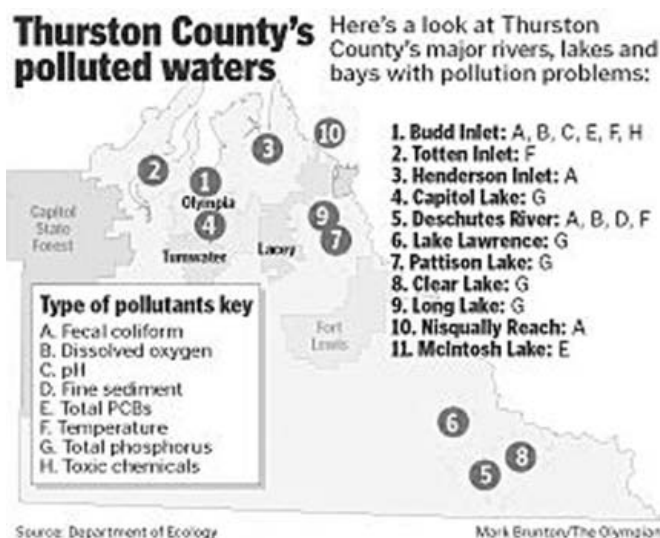 Thurston County's
polluted waters
Here's a look at Thurston
County's major rivers, lakes and
bays with pollution problems:
1. Budd Inlet: A, B, C, E, F, H
2. Totten Inlet: F
3. Henderson Inlet: A
4. Capitol Lake: G
5. Deschutes River: A, B, D, F
6. Lake Lawrence: G
7. Pattison Lake: G
8. Clear Lake: G
9. Long Lake: G
10. Nisqually Reach: A
11. McIntosh Lake: E
10
3
2
1
Olympia
4
9
7
Capitol
State
Forest
Tumwater
Lacey
Fort
Lewis
Type of pollutants key
A. Fecal coliform
B. Dissolved oxygen
C. pH
D. Fine sediment
E. Total PCBs
F. Temperature
G. Total phosphorus
H. Toxic chemicals
6
8
5
Source: Department of Ecology
Mark Brunton/The Olympian